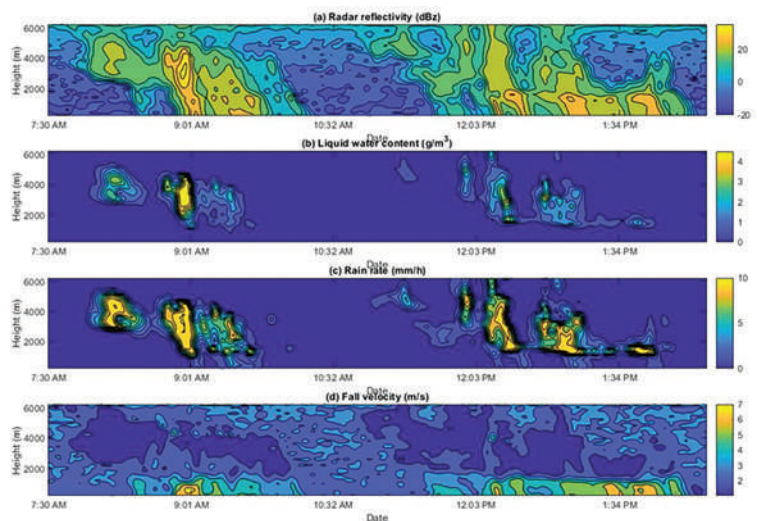 (a) Radar reflectivity (dBz)
6000
4000
2000
Height (m)
7:30 AM 9:01 AM 10:32 AM 12:03 PM 1:34 PM
Date
20
0
-20
(b) Liquid water content (g/m³)
6000
4000
2000
Height (m)
7:30 AM 9:01 AM 10:32 AM 12:03 PM 1:34 PM
Date
4
3
2
1
0
(c) Rain rate (mm/h)
6000
4000
2000
Height (m)
7:30 AM 9:01 AM 10:32 AM 12:03 PM 1:34 PM
Date
10
5
0
(d) Fall velocity (m/s)
6000
4000
2000
Height (m)
7:30 AM 9:01 AM 10:32 AM 12:03 PM 1:34 PM
Date
7
6
5
4
3
2